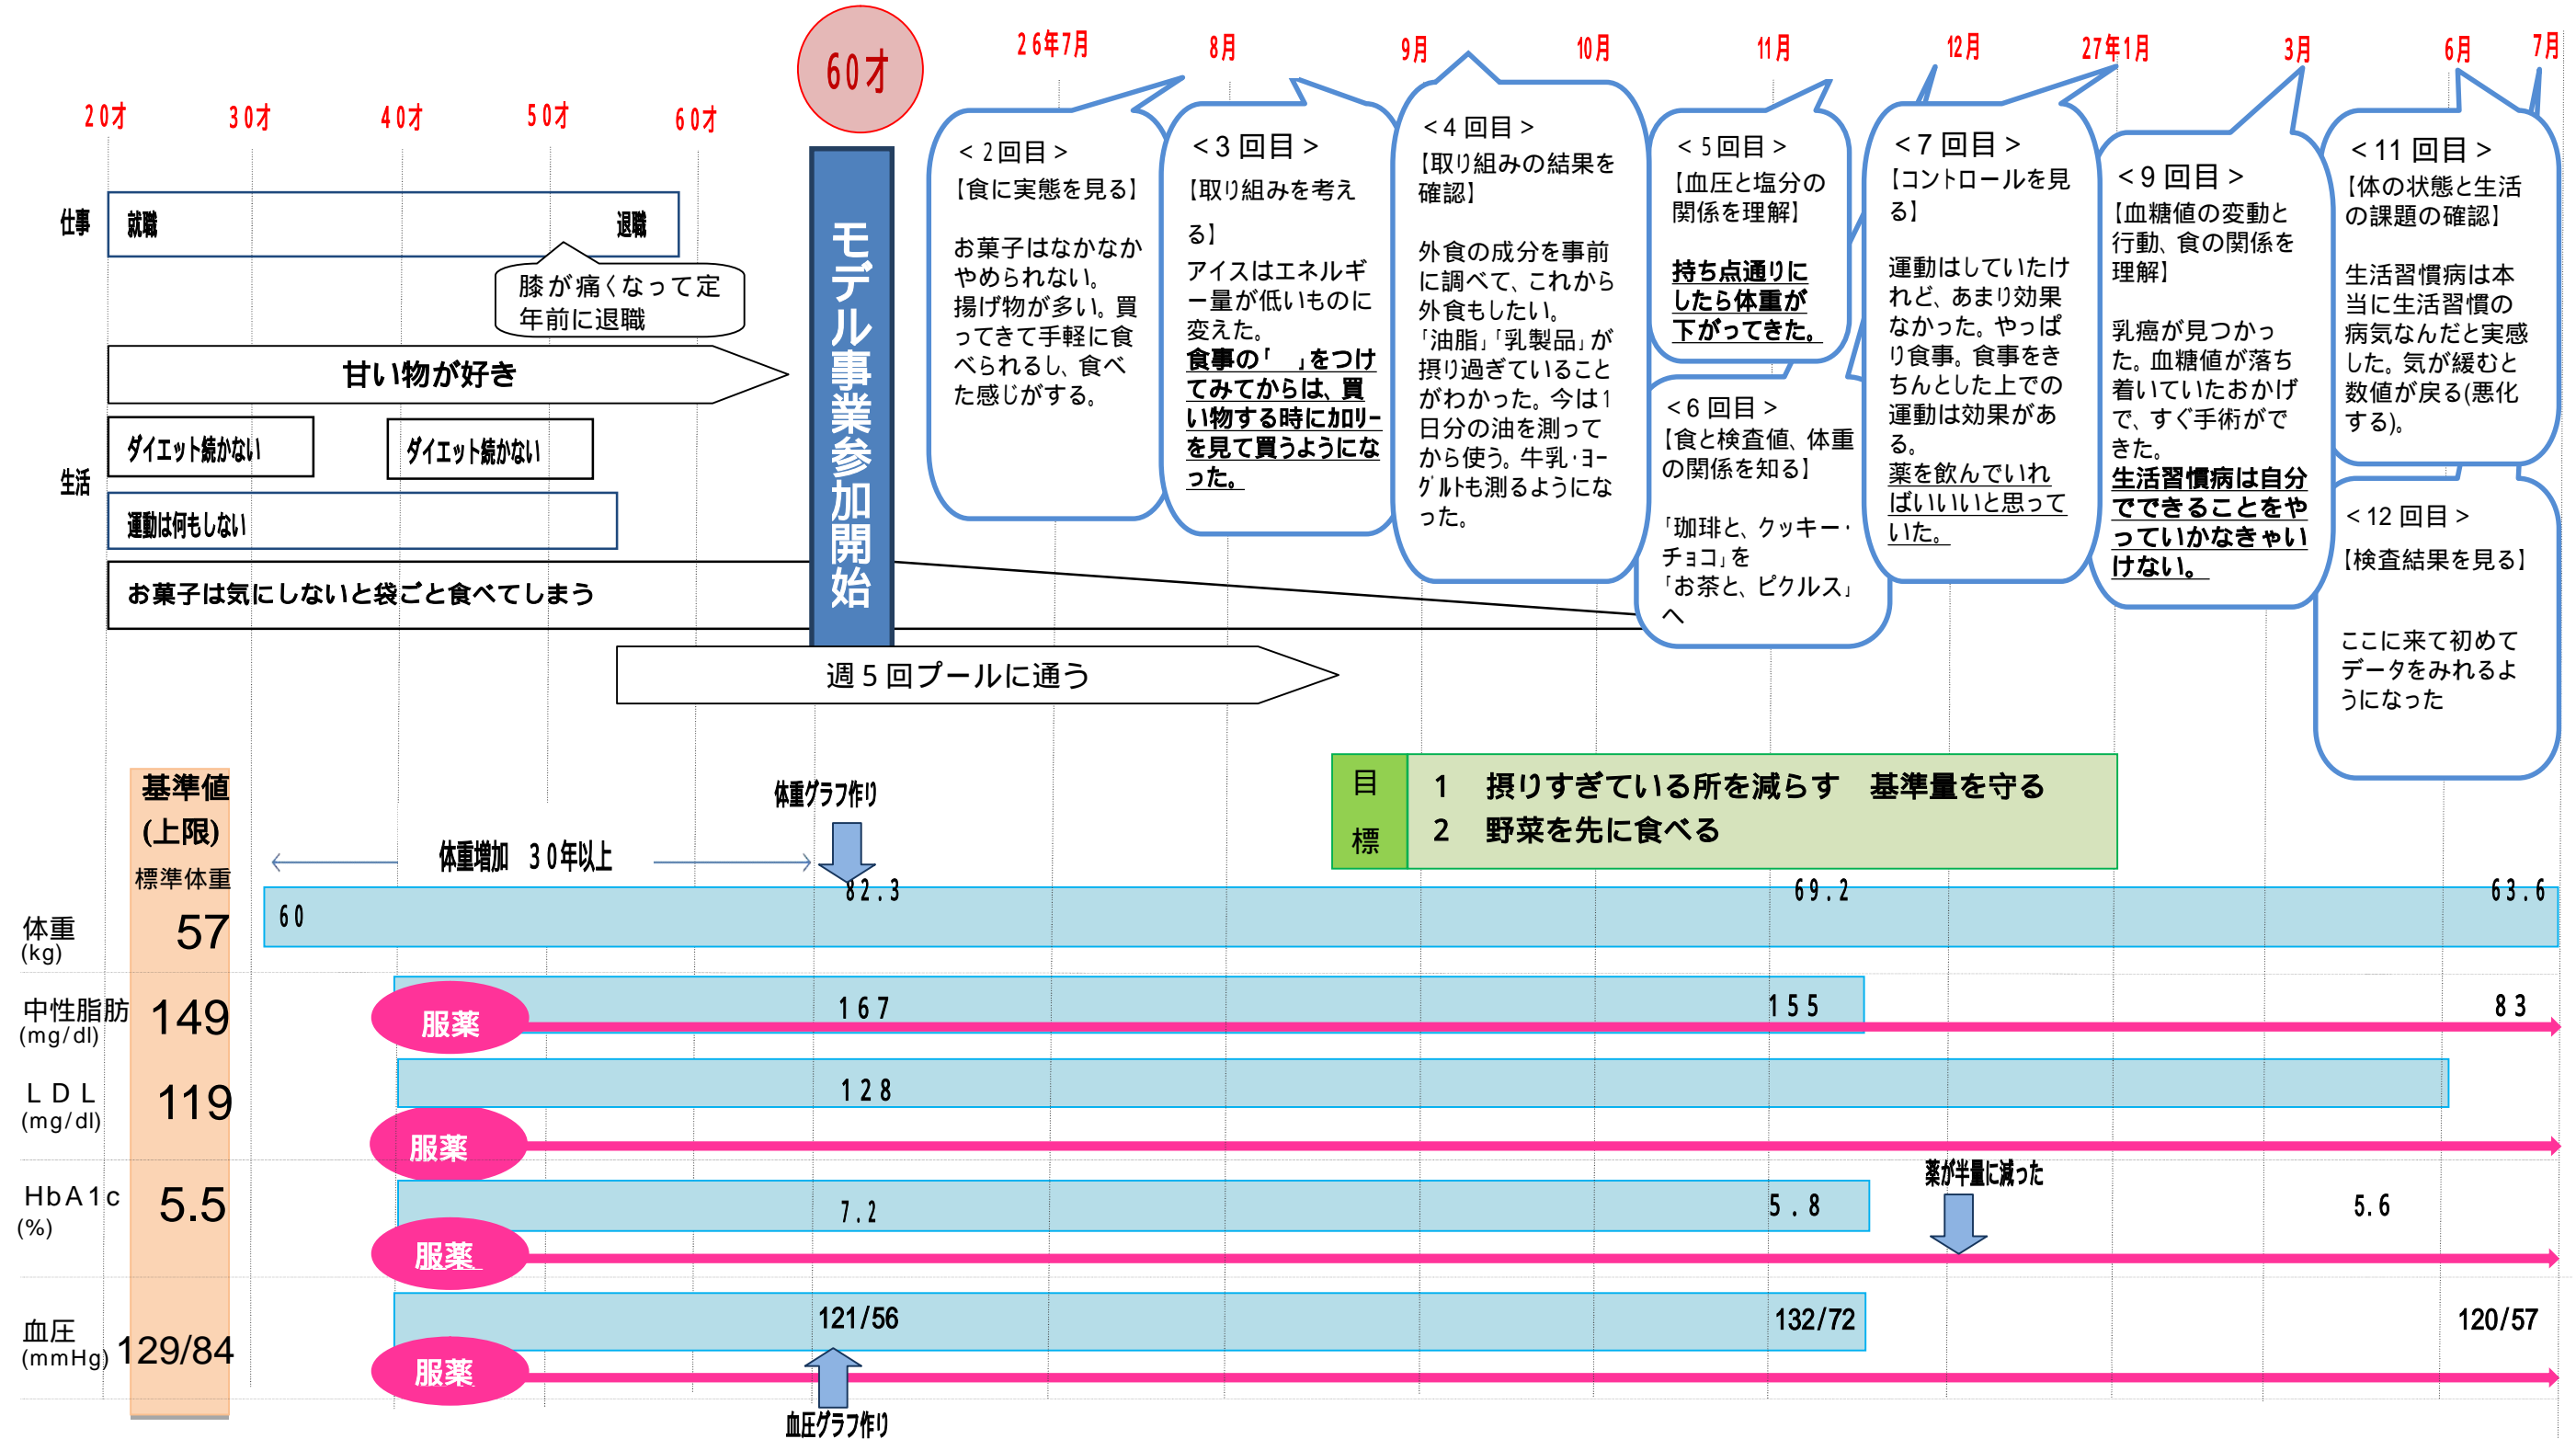 20才
30才
40才
50才
60才
60才
26年7月
8月
9月
10月
11月
12月
27年1月
3月
6月
7月
仕事
就職
退職
膝が痛くなって定
年前に退職
甘い物が好き
生活
ダイエット続かない
ダイエット続かない
運動は何もしない
お菓子は気にしないと袋ごと食べてしまう
週5回プールに通う
モデル事業参加開始
<2回目>
【食に実態を見る】
お菓子はなかなか
やめられない。
揚げ物が多い。買
ってきて手軽に食
べられるし、食べ
た感じがする。
<3回目>
【取り組みを考え
る】
アイスはエネルギ
ー量が低いものに
変えた。
食事の「　」をつけ
てみてからは、買
い物する時にｶﾛﾘｰ
を見て買うようにな
った。
<4回目>
【取り組みの結果を
確認】
外食の成分を事前
に調べて、これから
外食もしたい。
「油脂」「乳製品」が
摂り過ぎていること
がわかった。今は1
日分の油を測って
から使う。牛乳・ﾖｰ
ｸﾞﾙﾄも測るようにな
った。
<5回目>
【血圧と塩分の
関係を理解】
持ち点通りに
したら体重が
下がってきた。
<6回目>
【食と検査値、体重
の関係を知る】
「珈琲と、クッキー・
チョコ」を
「お茶と、ピクルス」
へ
<7回目>
【コントロールを見
る】
運動はしていたけ
れど、あまり効果
なかった。やっぱ
り食事。食事をき
ちんとした上での
運動は効果があ
る。
薬を飲んでいれ
ばいいいと思って
いた。
<9回目>
【血糖値の変動と
行動、食の関係を
理解】
乳癌が見つかっ
た。血糖値が落ち
着いていたおかげ
で、すぐ手術がで
きた。
生活習慣病は自分
でできることをや
っていかなきゃい
けない。
<11回目>
【体の状態と生活
の課題の確認】
生活習慣病は本
当に生活習慣の
病気なんだと実感
した。気が緩むと
数値が戻る(悪化
する)。
<12回目>
【検査結果を見る】
ここに来て初めて
データをみれるよ
うになった
目
標
1　摂りすぎている所を減らす　基準量を守る
2　野菜を先に食べる
基準値
(上限)
標準体重
体重増加　30年以上
体重グラフ作り
体重
(kg)
57
60
82.3
69.2
63.6
中性脂肪
(mg/dl)
149
服薬
167
155
83
LDL
(mg/dl)
119
128
服薬
HbA1c
(%)
5.5
7.2
5.8
5.6
服薬
薬が半量に減った
血圧
(mmHg)
129/84
121/56
132/72
120/57
服薬
血圧グラフ作り